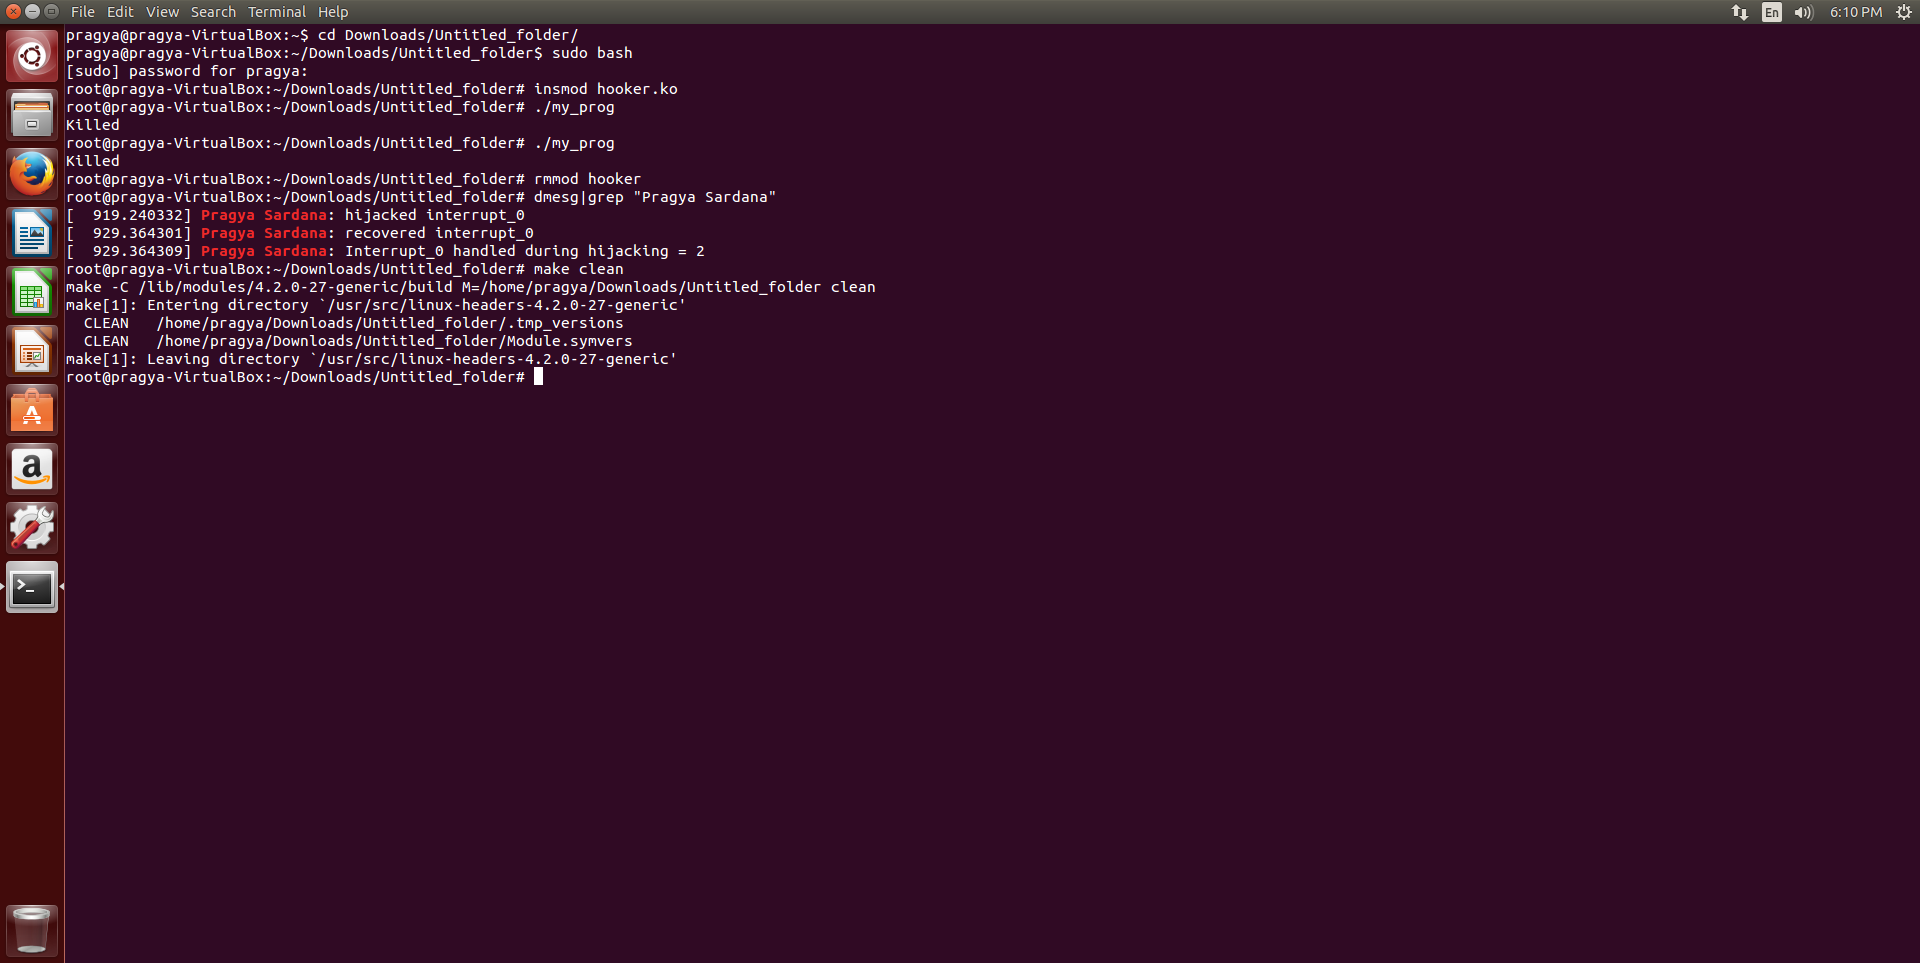 File Edit View Search Terminal Help En 6:10 PM
pragya@pragya-VirtualBox:~$ cd Downloads/Untitled_folder/
pragya@pragya-VirtualBox:~/Downloads/Untitled_folder$ sudo bash
[sudo] password for pragya:
root@pragya-VirtualBox:~/Downloads/Untitled_folder# insmod hooker.ko
root@pragya-VirtualBox:~/Downloads/Untitled_folder# ./my_prog
Killed
root@pragya-VirtualBox:~/Downloads/Untitled_folder# ./my_prog
Killed
root@pragya-VirtualBox:~/Downloads/Untitled_folder# rmmod hooker
root@pragya-VirtualBox:~/Downloads/Untitled_folder# dmesg|grep "Pragya Sardana"
[  919.240332] Pragya Sardana: hijacked interrupt_0
[  929.364301] Pragya Sardana: recovered interrupt_0
[  929.364309] Pragya Sardana: Interrupt_0 handled during hijacking = 2
root@pragya-VirtualBox:~/Downloads/Untitled_folder# make clean
make -C /lib/modules/4.2.0-27-generic/build M=/home/pragya/Downloads/Untitled_folder clean
make[1]: Entering directory `/usr/src/linux-headers-4.2.0-27-generic'
  CLEAN   /home/pragya/Downloads/Untitled_folder/.tmp_versions
  CLEAN   /home/pragya/Downloads/Untitled_folder/Module.symvers
make[1]: Leaving directory `/usr/src/linux-headers-4.2.0-27-generic'
root@pragya-VirtualBox:~/Downloads/Untitled_folder#